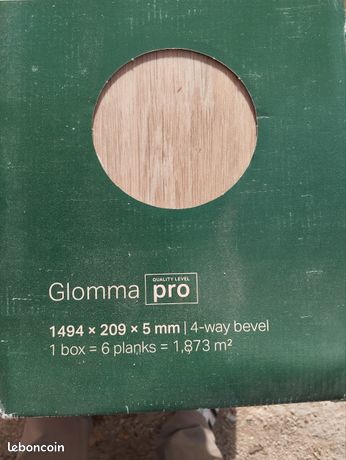 Glomma QUALITY LEVEL pro
1494 × 209 × 5 mm | 4-way bevel
1 box = 6 planks = 1,873 m²
leboncoin